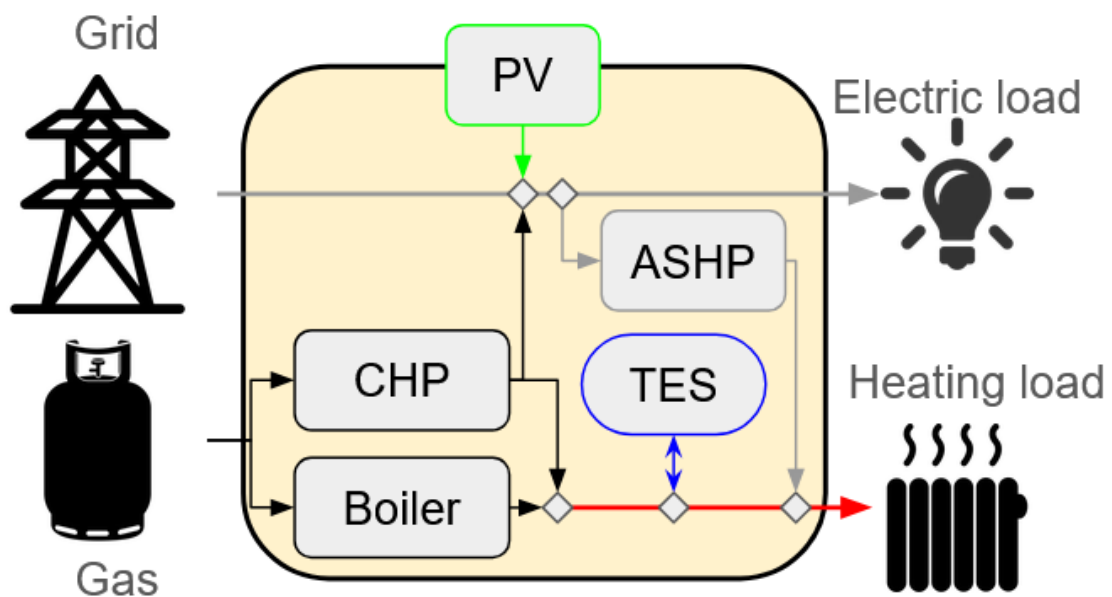 Grid
PV
Electric load
ASHP
CHP
TES
Heating load
Boiler
Gas